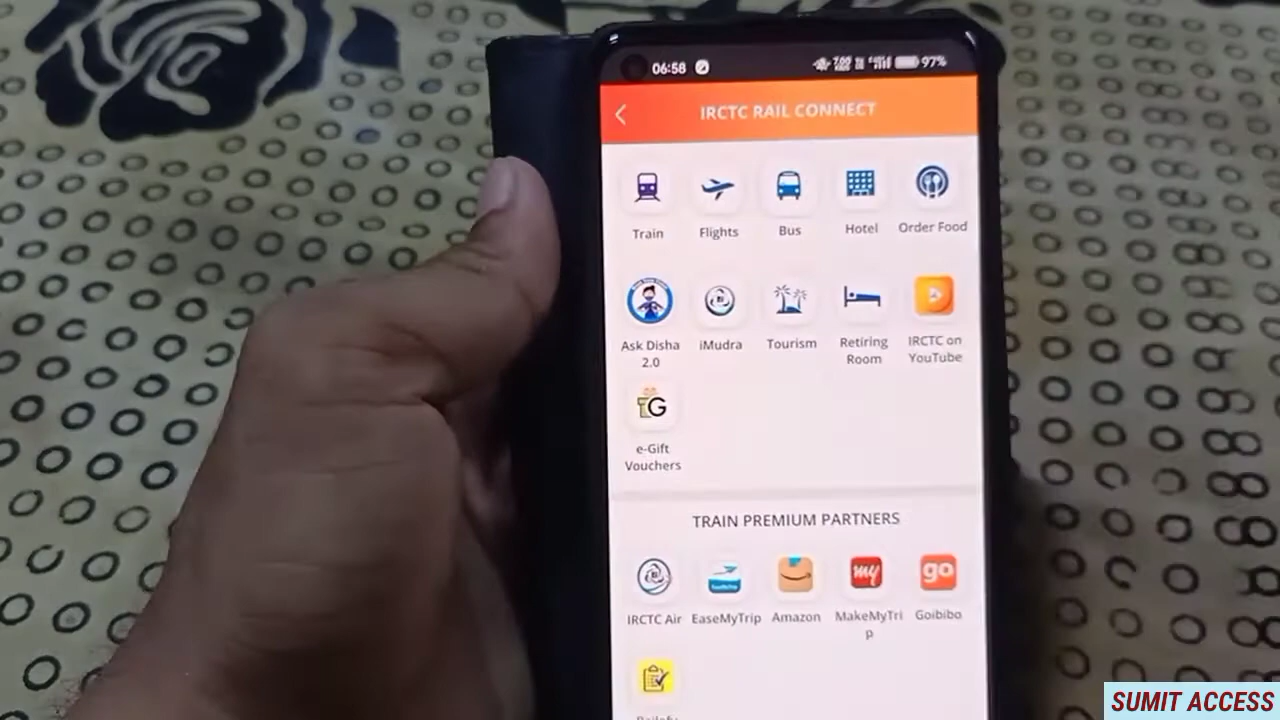 06:58 97%
IRCTC RAIL CONNECT
Train Flights Bus Hotel Order Food
Ask Disha
2.0
iMudra
Tourism
Retiring
Room
IRCTC on
YouTube
G
e-Gift
Vouchers
TRAIN PREMIUM PARTNERS
my go
IRCTC Air EaseMyTrip Amazon MakeMyTri
p
Goibibo
SUMIT ACCESS